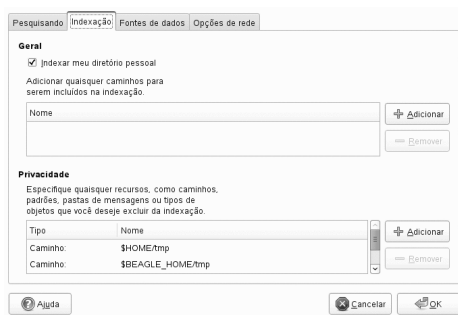 Pesquisando Indexação Fontes de dados Opções de rede
Geral
Indexar meu diretório pessoal
Adicionar quaisquer caminhos para
serem incluídos na indexação.
Nome
Adicionar
Remover
Privacidade
Especifique quaisquer recursos, como caminhos,
padrões, pastas de mensagens ou tipos de
objetos que você deseje excluir da indexação.
Tipo Nome
Adicionar
Caminho: $HOME/tmp
Remover
Caminho: $BEAGLE_HOME/tmp
Ajuda Cancelar OK